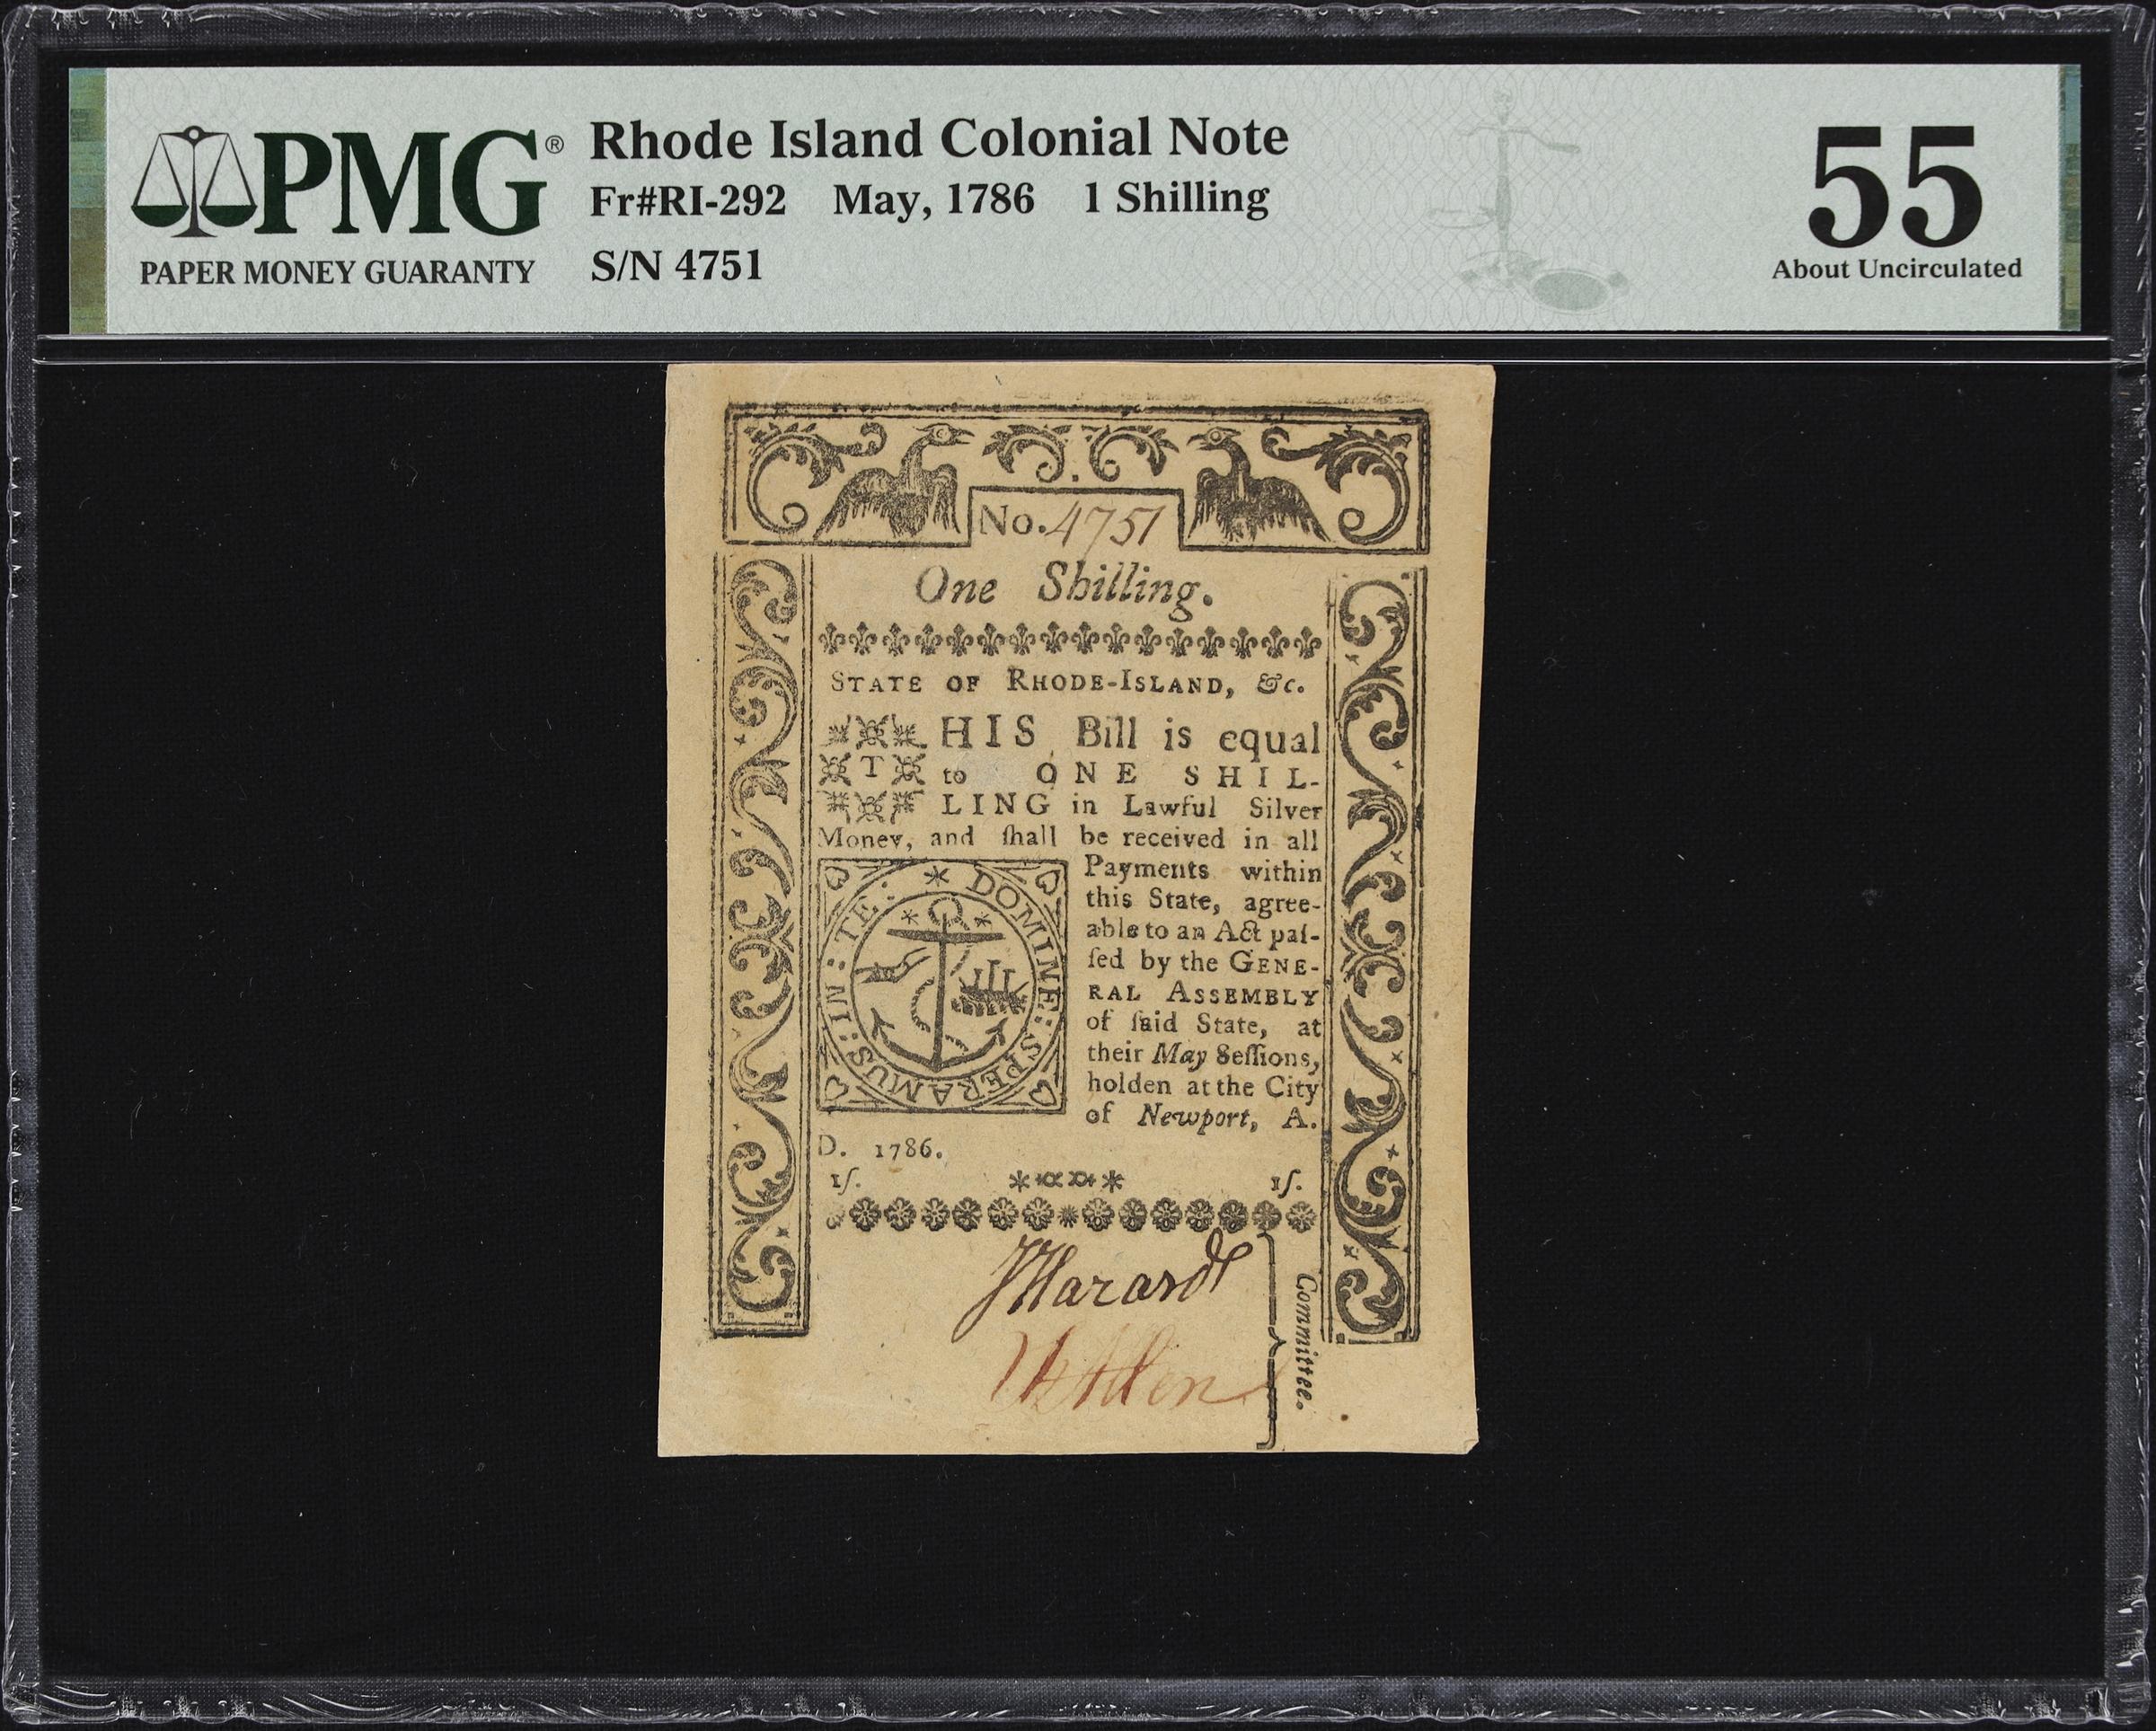 PMG® Rhode Island Colonial Note 55
Fr#RI-292 May, 1786 1 Shilling
PAPER MONEY GUARANTY S/N 4751 About Uncirculated
No. 4751
One Shilling.
STATE OF RHODE-ISLAND, &c.
HIS Bill is equal
T to ONE SHIL-
LING in Lawful Silver
Money, and ſhall be received in all
Payments within
this State, agree-
able to an Act paſ-
ſed by the GENE-
RAL ASSEMBLY
of ſaid State, at
their May Seſſions,
holden at the City
of Newport, A.
D. 1786.
* DOMINE: SPERAMUS: IN: TE:
1ſ. 1ſ.
J Hazard
Allen
Committee.